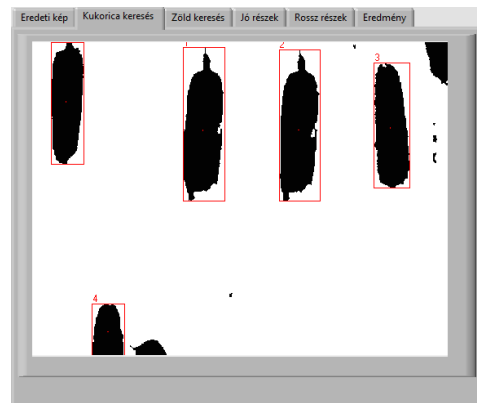 Eredeti kép Kukorica keresés Zöld keresés Jó részek Rossz részek Eredmény
1 2
3
4